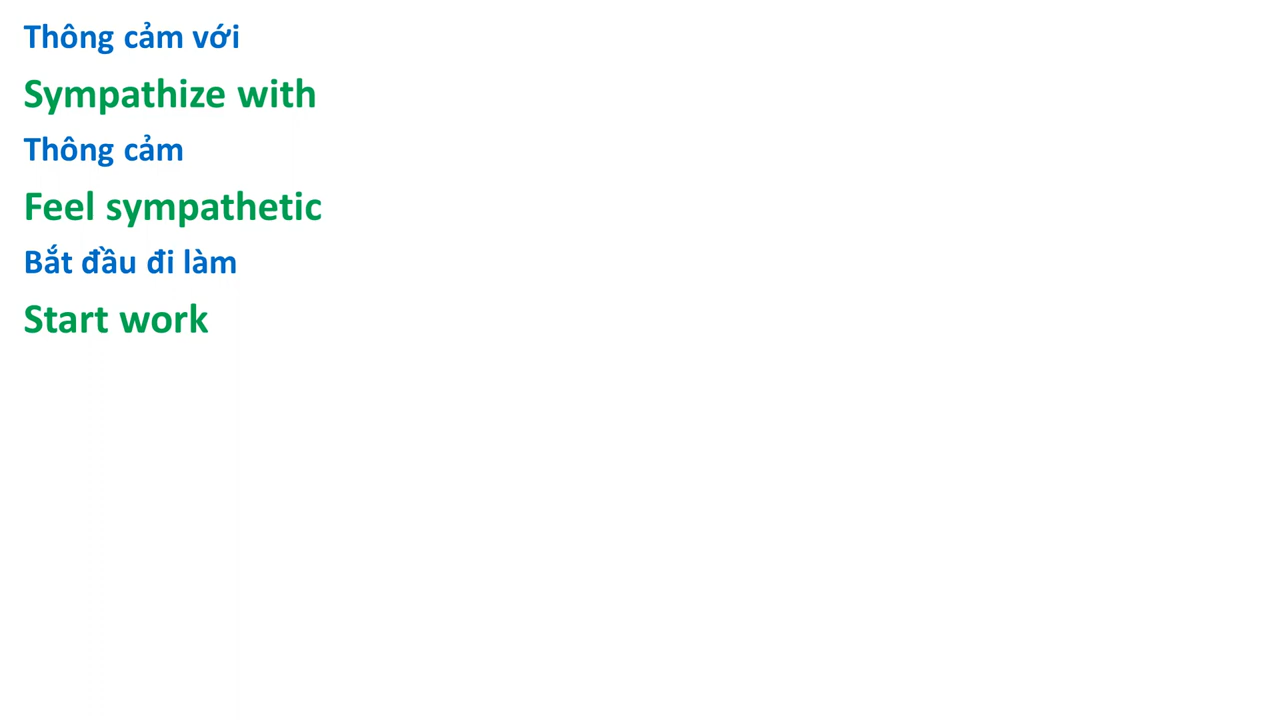 Thông cảm với
Sympathize with
Thông cảm
Feel sympathetic
Bắt đầu đi làm
Start work